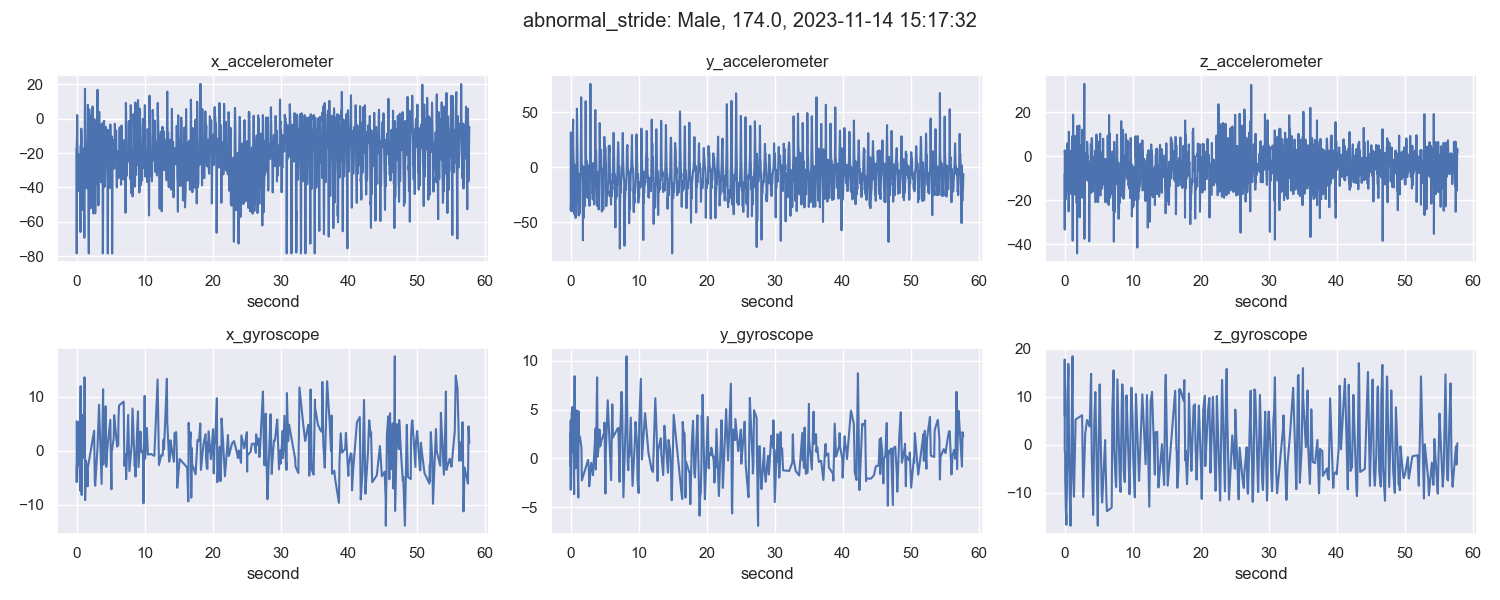 abnormal_stride: Male, 174.0, 2023-11-14 15:17:32
x_accelerometer
20
0
−20
−40
−60
−80
0 10 20 30 40 50 60
second
y_accelerometer
50
0
−50
0 10 20 30 40 50 60
second
z_accelerometer
20
0
−20
−40
0 10 20 30 40 50 60
second
x_gyroscope
10
0
−10
0 10 20 30 40 50 60
second
y_gyroscope
10
5
0
−5
0 10 20 30 40 50 60
second
z_gyroscope
20
10
0
−10
0 10 20 30 40 50 60
second